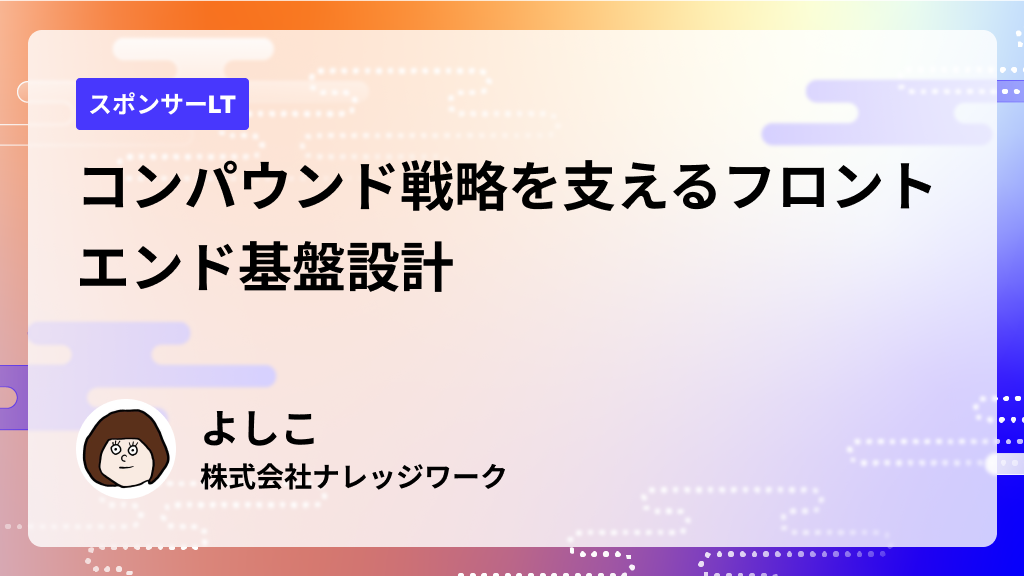 スポンサーLT
コンパウンド戦略を支えるフロント
エンド基盤設計
よしこ
株式会社ナレッジワーク